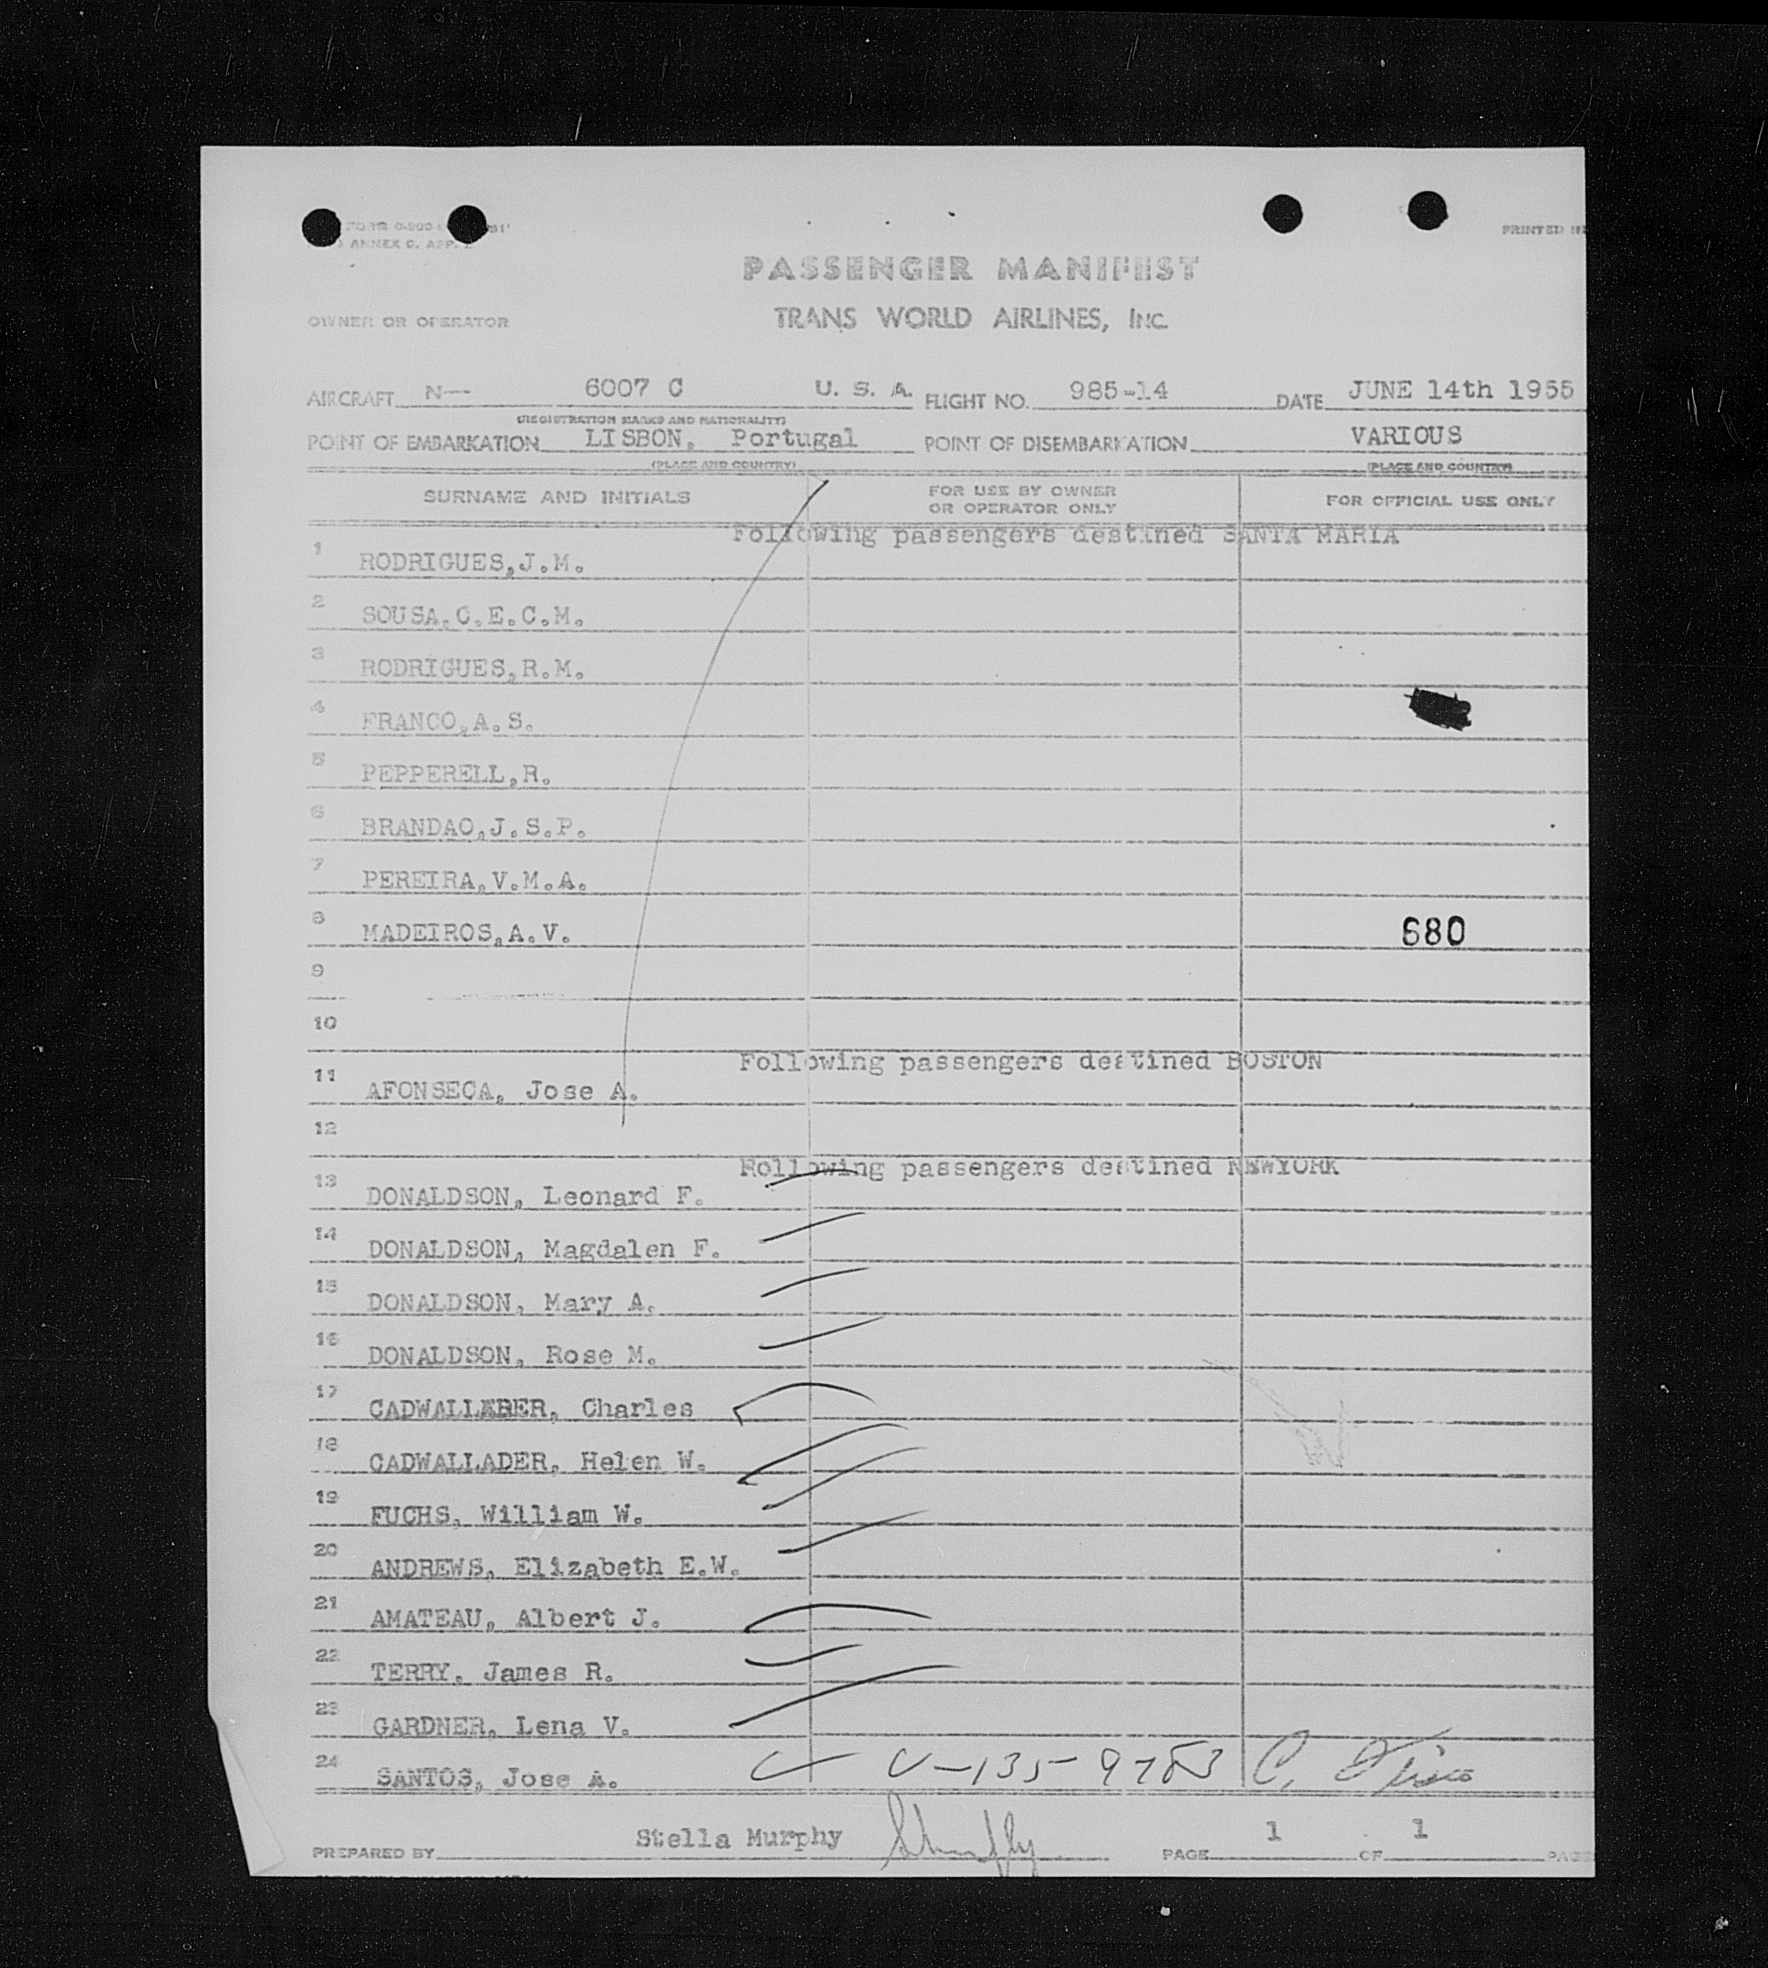 ANNEX 9. APP.
PRINTED IN
PASSENGER MANIFEST
OWNER OR OPERATOR TRANS WORLD AIRLINES, INC.
AIRCRAFT N-- 6007 C U. S. A. FLIGHT NO. 985-14 DATE JUNE 14th 1955
(REGISTRATION MARKS AND NATIONALITY)
POINT OF EMBARKATION LISBON, Portugal POINT OF DISEMBARKATION VARIOUS
(PLACE AND COUNTRY) (PLACE AND COUNTRY)
SURNAME AND INITIALS FOR USE BY OWNER OR OPERATOR ONLY FOR OFFICIAL USE ONLY
Following passengers destined SANTA MARIA
1 RODRIGUES,J.M.
2 SOUSA,C.E.C.M.
3 RODRIGUES,R.M.
4 FRANCO,A.S.
5 PEPPERELL,R.
6 BRANDAO,J.S.P.
7 PEREIRA,V.M.A.
8 MADEIROS,A.V. 680
9
10
Following passengers destined BOSTON
11 AFONSECA, Jose A.
12
Following passengers destined NEWYORK
13 DONALDSON, Leonard F.
14 DONALDSON, Magdalen F.
15 DONALDSON, Mary A.
16 DONALDSON, Rose M.
17 CADWALLADER, Charles
18 CADWALLADER, Helen W.
19 FUCHS, William W.
20 ANDREWS, Elizabeth E.W.
21 AMATEAU, Albert J.
22 TERRY, James R.
23 GARDNER, Lena V.
24 SANTOS, Jose A. V-135-9783 C.
PREPARED BY Stella Murphy SMurphy PAGE 1 OF 1 PAGE